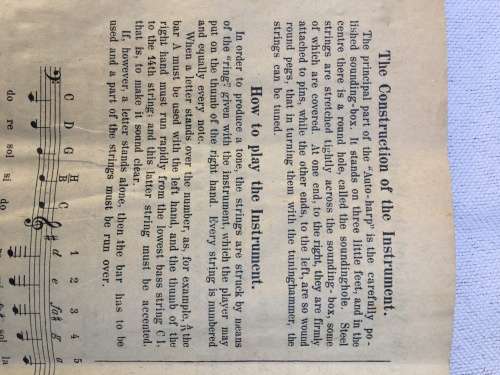 The Construction of the Instrument.
The principal part of the "Auto-harp" is the carefully po-
lished sounding-box. It stands on three little feet, and in the
centre there is a round hole, called the soundinghole. Steel
strings are stretched tightly across the sounding-box, some
of which are covered. At one end, to the right, they are firmly
attached to pins, while the other ends, to the left, are so wound
round pegs, that in turning them with the tuninghammer, the
strings can be tuned.
How to play the Instrument.
In order to produce a tone, the strings are struck by means
of the "ring" given with the instrument, which the player may
put on the thumb of the right hand. Every string is numbered
and equally every note.
When a letter stands over the number, as for example, the
bar A must be used with the left hand, and the thumb of the
right hand must run rapidly from the lowest bass string C 1.
to the 14th string; and this latter string must be accented,
that is, to make it sound clear.
If, however, a letter stands alone, then the bar has to be
used and a part of the strings must be run over.
C D G H B C 1 2 3 4 5
d e fa# g a
do re sol si do
sol la